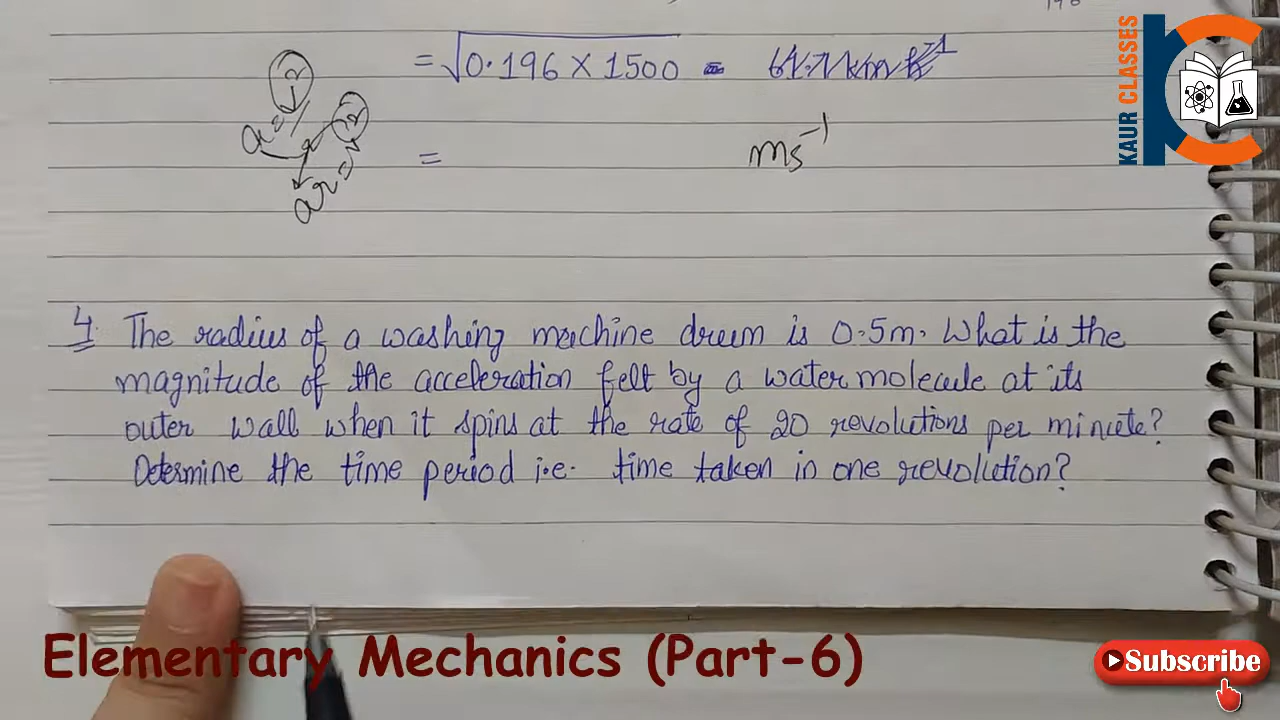 = √0.196 × 1500 =
= ms⁻¹
KAUR CLASSES
4. The radius of a washing machine drum is 0.5m. What is the
magnitude of the acceleration felt by a water molecule at its
outer wall when it spins at the rate of 20 revolutions per minute?
Determine the time period i.e. time taken in one revolution?
Elementary Mechanics (Part-6)
Subscribe